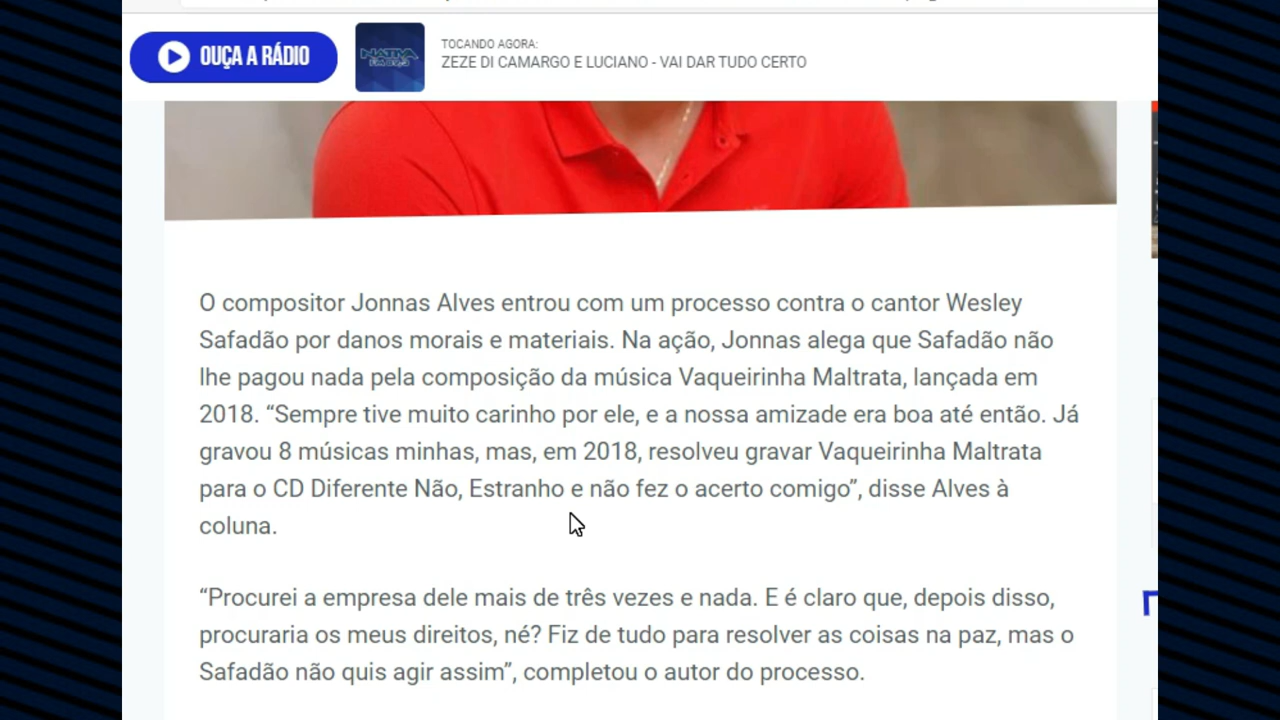 OUÇA A RÁDIO
NATIVA
TOCANDO AGORA:
ZEZE DI CAMARGO E LUCIANO - VAI DAR TUDO CERTO
O compositor Jonnas Alves entrou com um processo contra o cantor Wesley
Safadão por danos morais e materiais. Na ação, Jonnas alega que Safadão não
lhe pagou nada pela composição da música Vaqueirinha Maltrata, lançada em
2018. “Sempre tive muito carinho por ele, e a nossa amizade era boa até então. Já
gravou 8 músicas minhas, mas, em 2018, resolveu gravar Vaqueirinha Maltrata
para o CD Diferente Não, Estranho e não fez o acerto comigo”, disse Alves à
coluna.
“Procurei a empresa dele mais de três vezes e nada. E é claro que, depois disso,
procuraria os meus direitos, né? Fiz de tudo para resolver as coisas na paz, mas o
Safadão não quis agir assim”, completou o autor do processo.